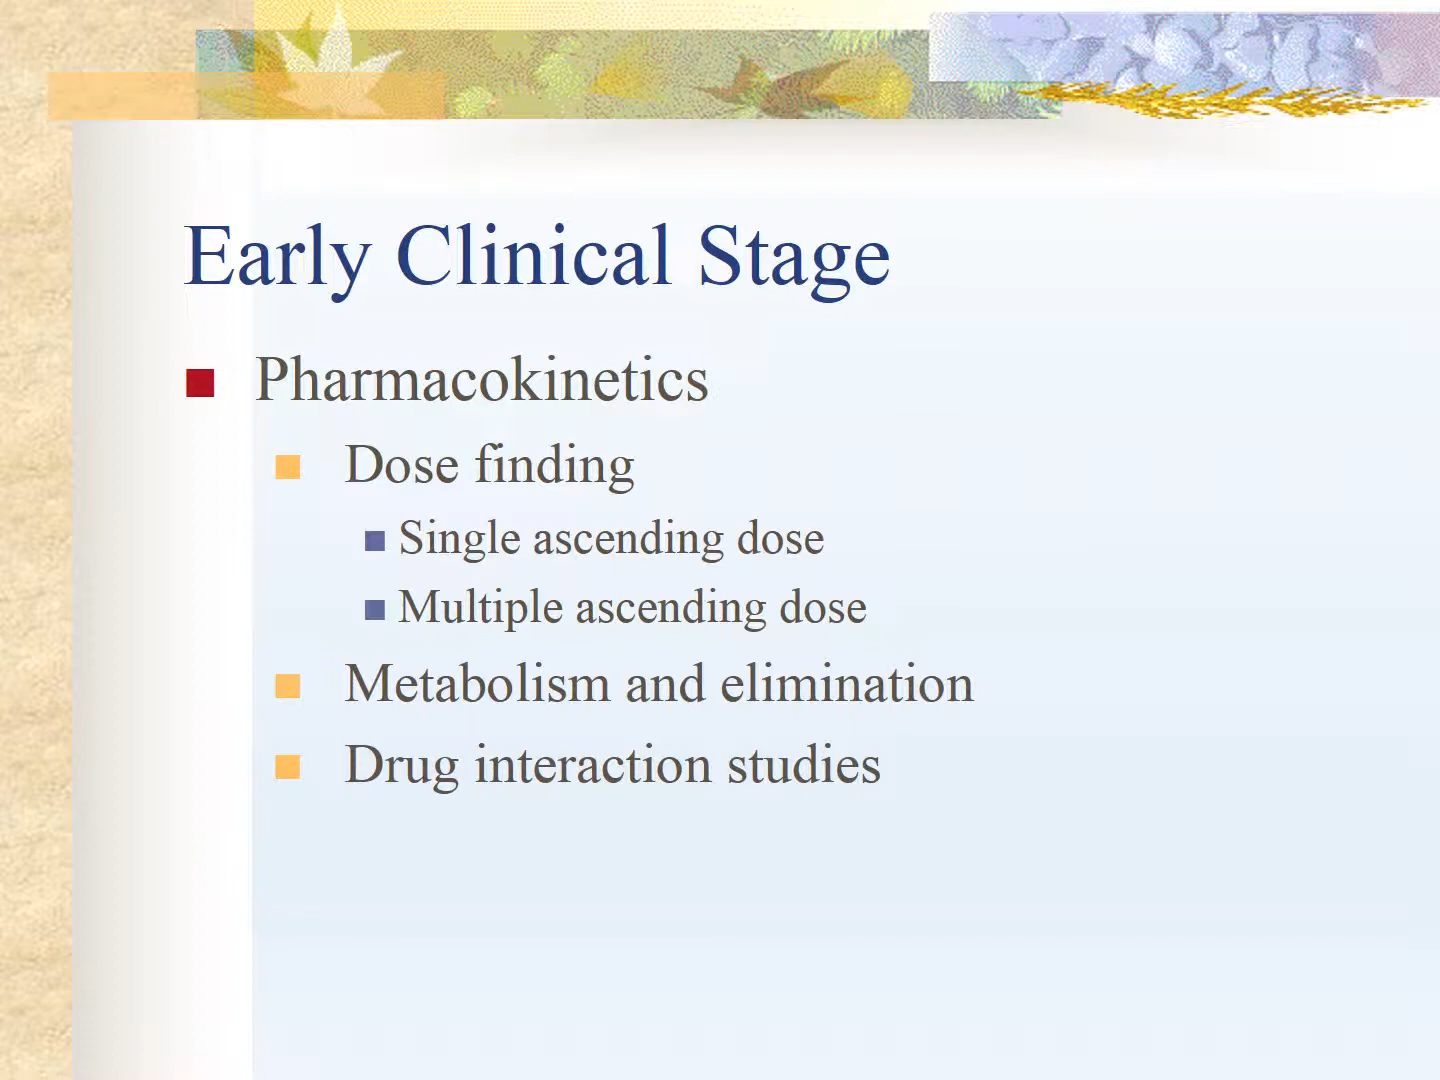 Early Clinical Stage
Pharmacokinetics
Dose finding
Single ascending dose
Multiple ascending dose
Metabolism and elimination
Drug interaction studies